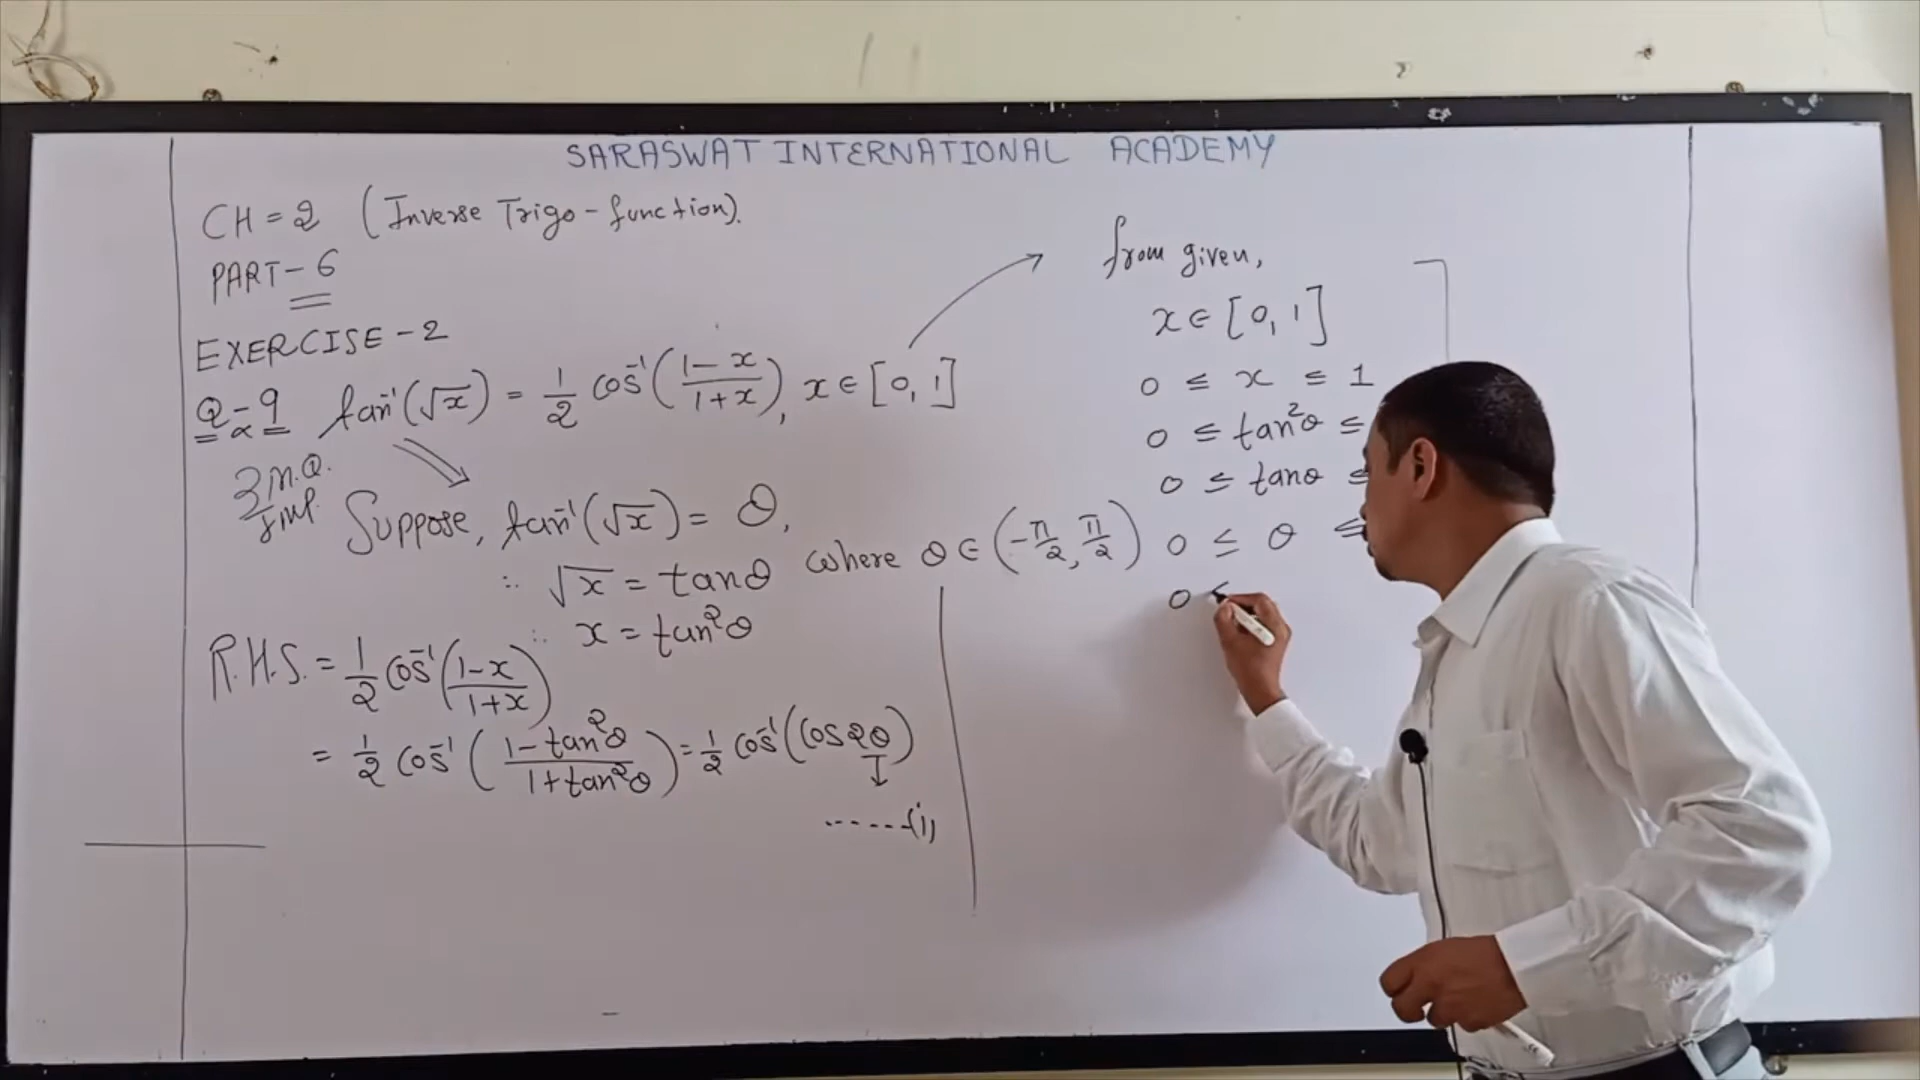 SARASWAT INTERNATIONAL ACADEMY
CH = 2 (Inverse Trigo-function).
PART-6
EXERCISE-2
Q-9 tan⁻¹(√x) = 1/2 cos⁻¹((1-x)/(1+x)), x ∈ [0, 1]
3 M.Q.
Imp.
Suppose, tan⁻¹(√x) = θ,
where θ ∈ (-π/2, π/2)
∴ √x = tanθ
∴ x = tan²θ
R.H.S. = 1/2 cos⁻¹((1-x)/(1+x))
= 1/2 cos⁻¹((1-tan²θ)/(1+tan²θ)) = 1/2 cos⁻¹(cos2θ)
------(i)
from given,
x ∈ [0, 1]
0 ≤ x ≤ 1
0 ≤ tan²θ ≤
0 ≤ tanθ ≤
0 ≤ θ ≤
0 ≤